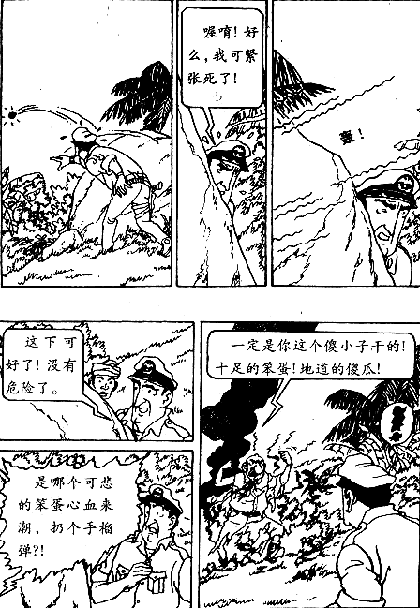 喔唷！好
么，我可紧
张死了！
轰！
这下可
好了！没有
危险了。
是哪个可悲
的笨蛋心血来
潮，扔个手榴
弹？！
一定是你这个傻小子干的！
十足的笨蛋！地道的傻瓜！